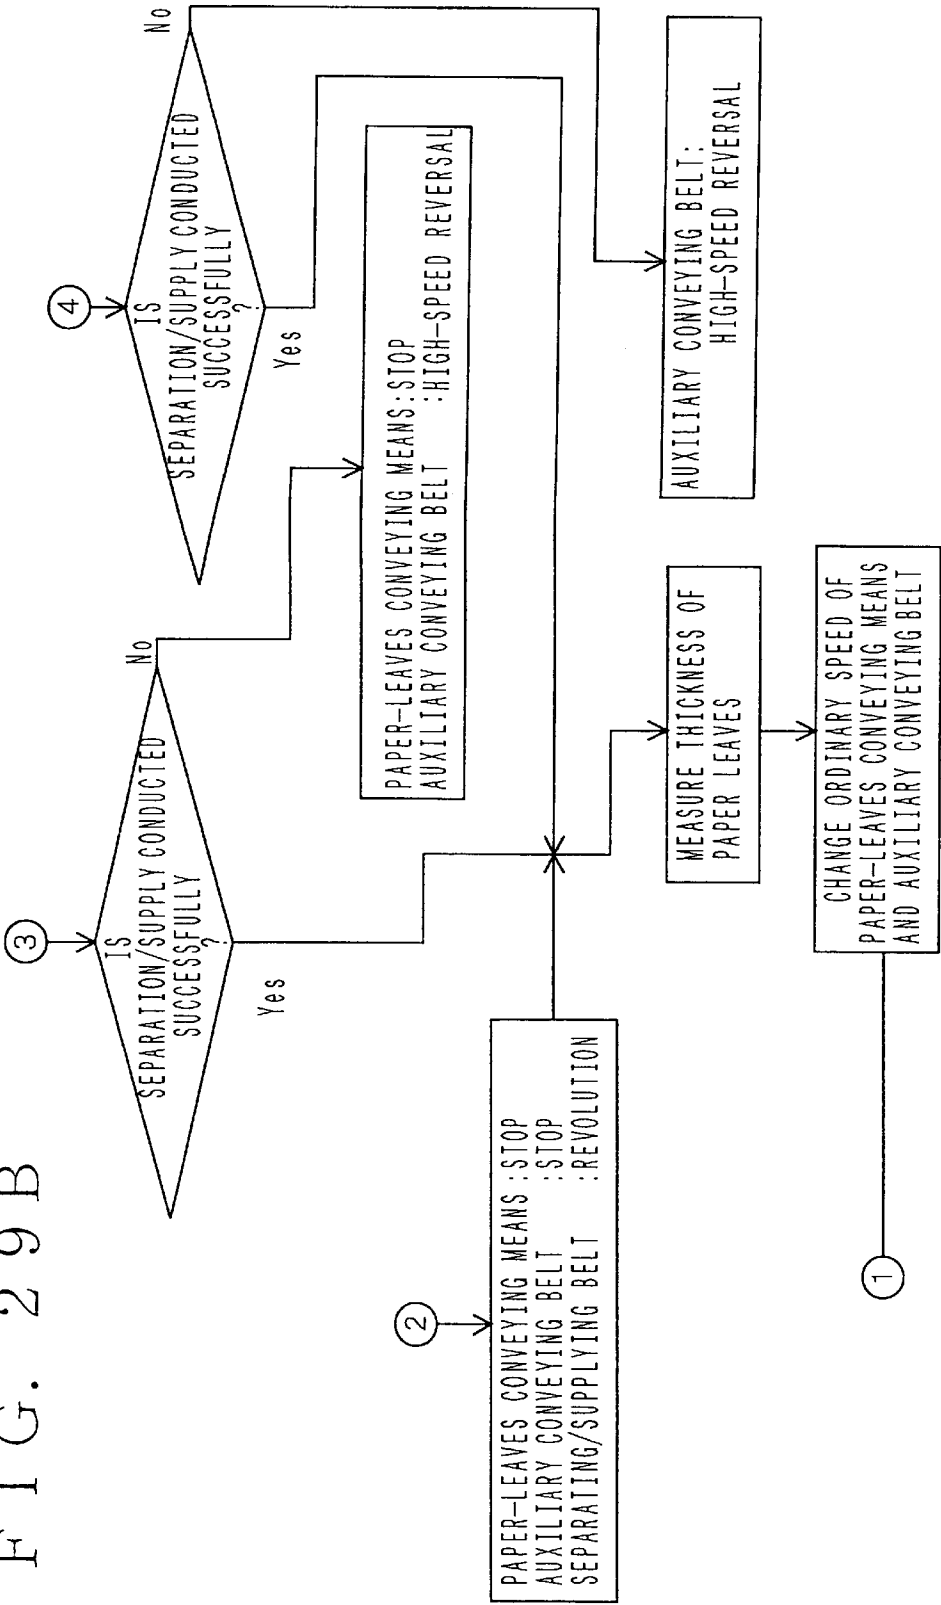 FIG. 29B
2
PAPER-LEAVES CONVEYING MEANS :STOP
AUXILIARY CONVEYING BELT :STOP
SEPARATING/SUPPLYING BELT :REVOLUTION
3
IS
SEPARATION/SUPPLY CONDUCTED
SUCCESSFULLY
?
Yes
No
PAPER-LEAVES CONVEYING MEANS:STOP
AUXILIARY CONVEYING BELT :HIGH-SPEED REVERSAL
4
IS
SEPARATION/SUPPLY CONDUCTED
SUCCESSFULLY
?
Yes
No
AUXILIARY CONVEYING BELT:
HIGH-SPEED REVERSAL
MEASURE THICKNESS OF
PAPER LEAVES
CHANGE ORDINARY SPEED OF
PAPER-LEAVES CONVEYING MEANS
AND AUXILIARY CONVEYING BELT
1